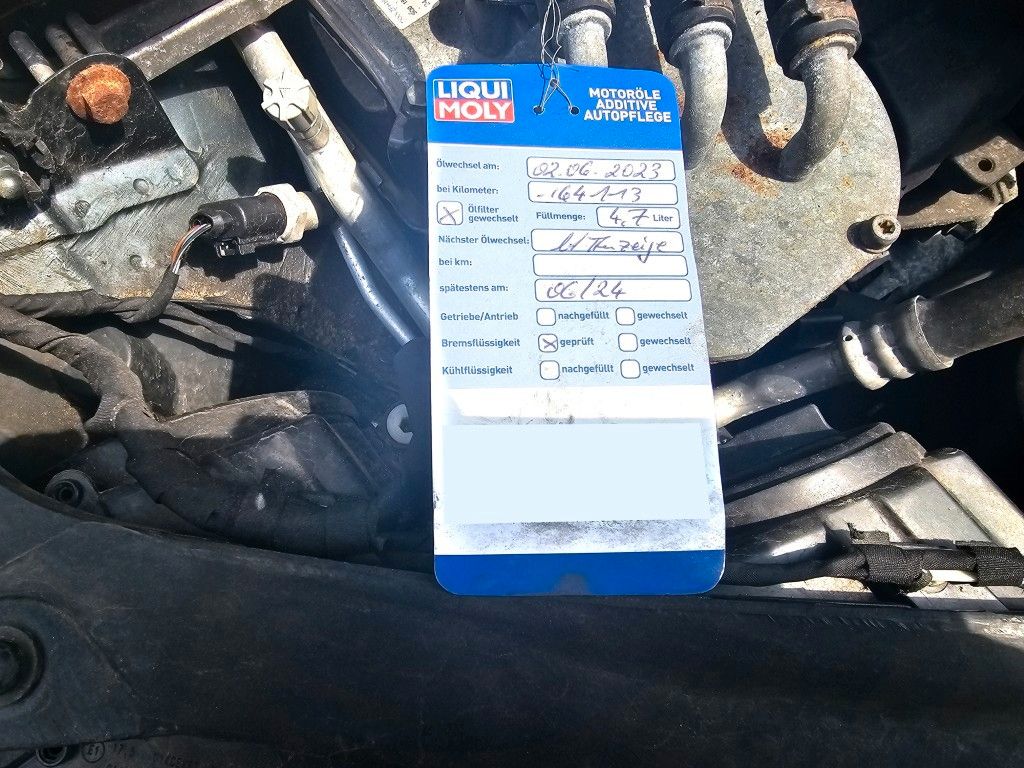 LIQUI
MOLY
MOTORÖLE
ADDITIVE
AUTOPFLEGE
Ölwechsel am: 02.06.2023
bei Kilometer: -164113
Ölfilter
gewechselt
Füllmenge: 4,7 Liter
Nächster Ölwechsel: lt Anzeige
bei km:
spätestens am: 06/24
Getriebe/Antrieb nachgefüllt gewechselt
Bremsflüssigkeit geprüft gewechselt
Kühlflüssigkeit nachgefüllt gewechselt